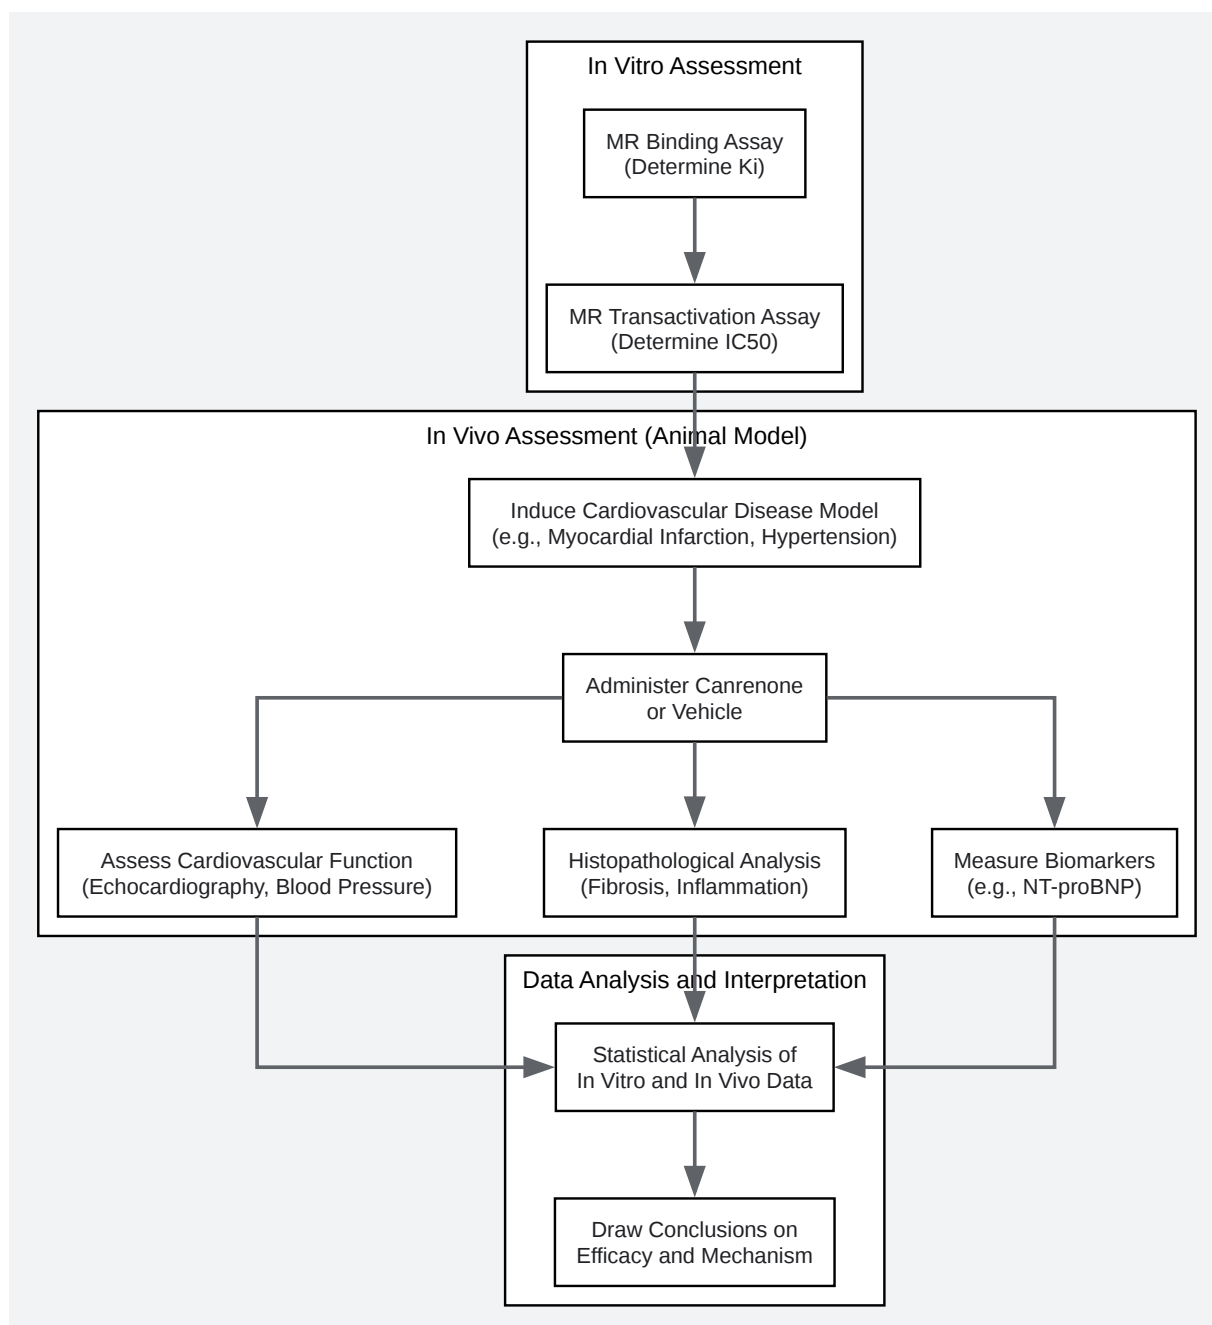 In Vitro Assessment
MR Binding Assay
(Determine Ki)
MR Transactivation Assay
(Determine IC50)
In Vivo Assessment (Animal Model)
Induce Cardiovascular Disease Model
(e.g., Myocardial Infarction, Hypertension)
Administer Canrenone
or Vehicle
Assess Cardiovascular Function
(Echocardiography, Blood Pressure)
Histopathological Analysis
(Fibrosis, Inflammation)
Measure Biomarkers
(e.g., NT-proBNP)
Data Analysis and Interpretation
Statistical Analysis of
In Vitro and In Vivo Data
Draw Conclusions on
Efficacy and Mechanism